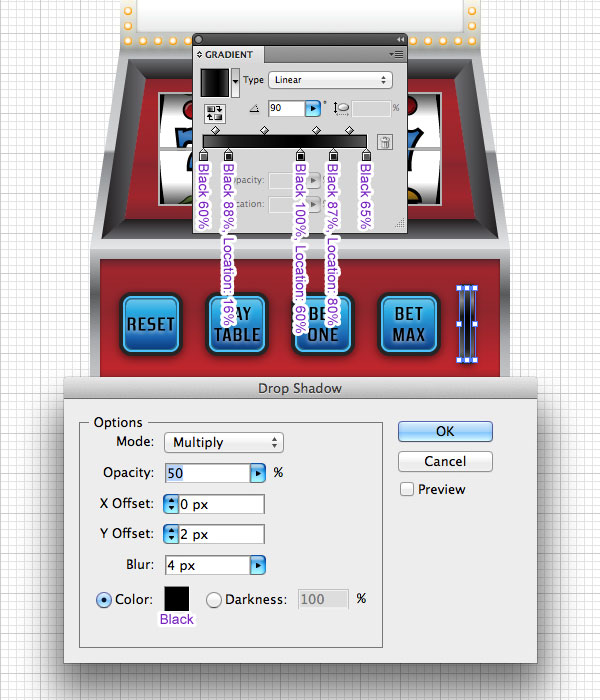 GRADIENT
Type Linear
90 °
%
Opacity: %
Location: %
Black 60%
Black 88%, Location: 16%
Black 100%, Location: 60%
Black 87%, Location: 80%
Black 65%
RESET
PAY TABLE
BET ONE
BET MAX
Drop Shadow
Options
Mode: Multiply
Opacity: 50 %
X Offset: 0 px
Y Offset: 2 px
Blur: 4 px
Color: Darkness: 100 %
Black
OK
Cancel
Preview